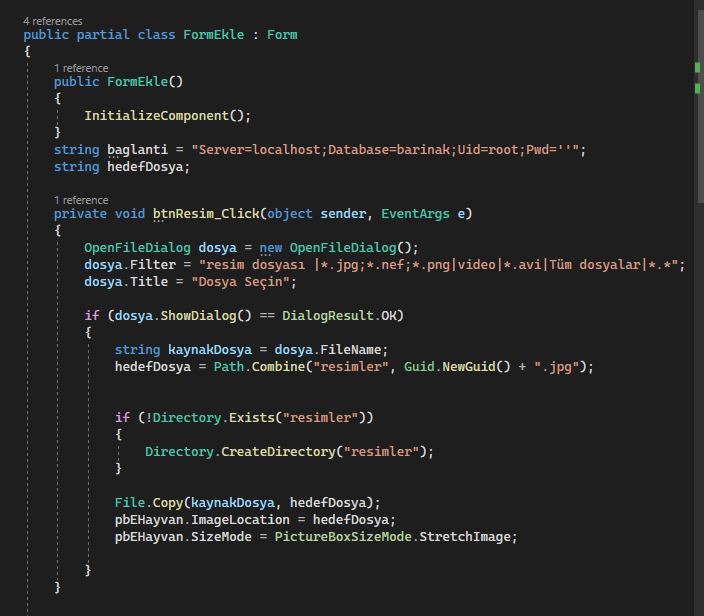 4 references
public partial class FormEkle : Form
{
1 reference
public FormEkle()
{
InitializeComponent();
}
string baglanti = "Server=localhost;Database=barinak;Uid=root;Pwd=''";
string hedefDosya;
1 reference
private void btnResim_Click(object sender, EventArgs e)
{
OpenFileDialog dosya = new OpenFileDialog();
dosya.Filter = "resim dosyası |*.jpg;*.nef;*.png|video|*.avi|Tüm dosyalar|*.*";
dosya.Title = "Dosya Seçin";
if (dosya.ShowDialog() == DialogResult.OK)
{
string kaynakDosya = dosya.FileName;
hedefDosya = Path.Combine("resimler", Guid.NewGuid() + ".jpg");
if (!Directory.Exists("resimler"))
{
Directory.CreateDirectory("resimler");
}
File.Copy(kaynakDosya, hedefDosya);
pbEHayvan.ImageLocation = hedefDosya;
pbEHayvan.SizeMode = PictureBoxSizeMode.StretchImage;
}
}